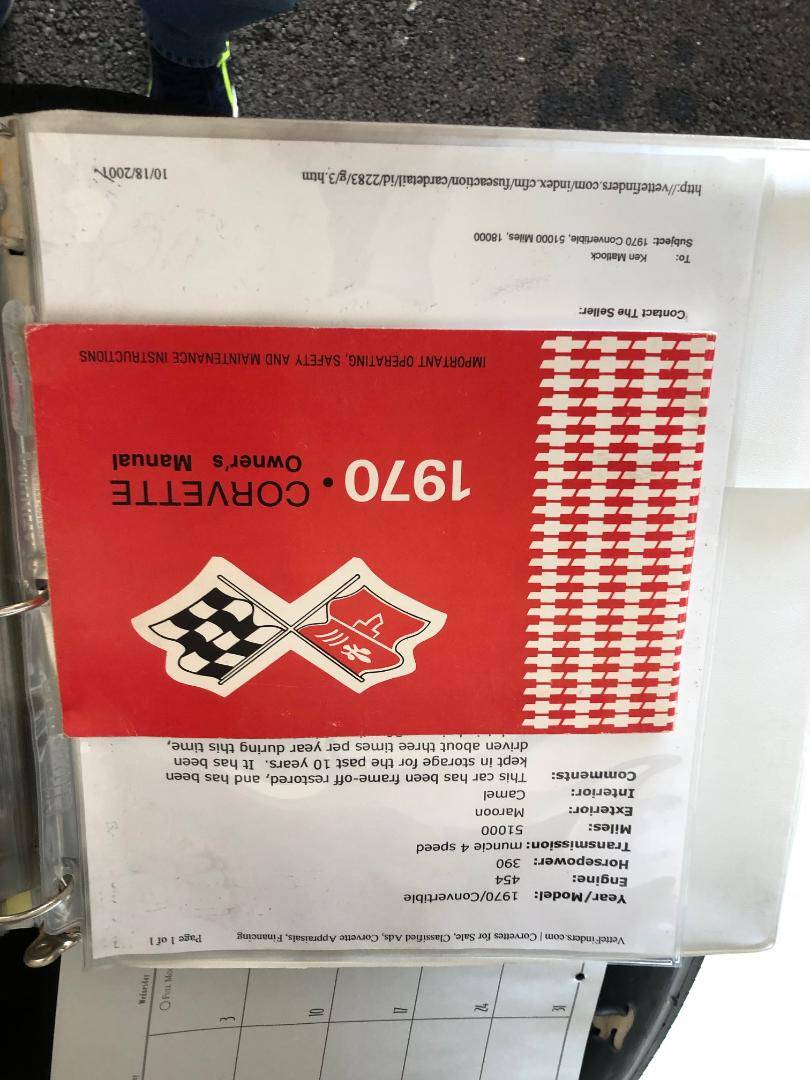 VetteFinders.com | Corvettes for Sale, Classified Ads, Corvette Appraisals, Financing
Page 1 of 1
Year/Model: 1970/Convertible
Engine: 454
Horsepower: 390
Transmission: muncie 4 speed
Miles: 51000
Exterior: Maroon
Interior: Camel
Comments: This car has been frame-off restored, and has been
kept in storage for the past 10 years. It has been
driven about three times per year during this time,
1970 • CORVETTE
Owner's Manual
IMPORTANT OPERATING, SAFETY AND MAINTENANCE INSTRUCTIONS
Contact The Seller:
To: Ken Matlock
Subject: 1970 Convertible, 51000 Miles, 18000
http://vettefinders.com/index.cfm/fuseaction/cardetail/id/2283/g/3.htm
10/18/2001
Wednesday
3
10
17
24
31